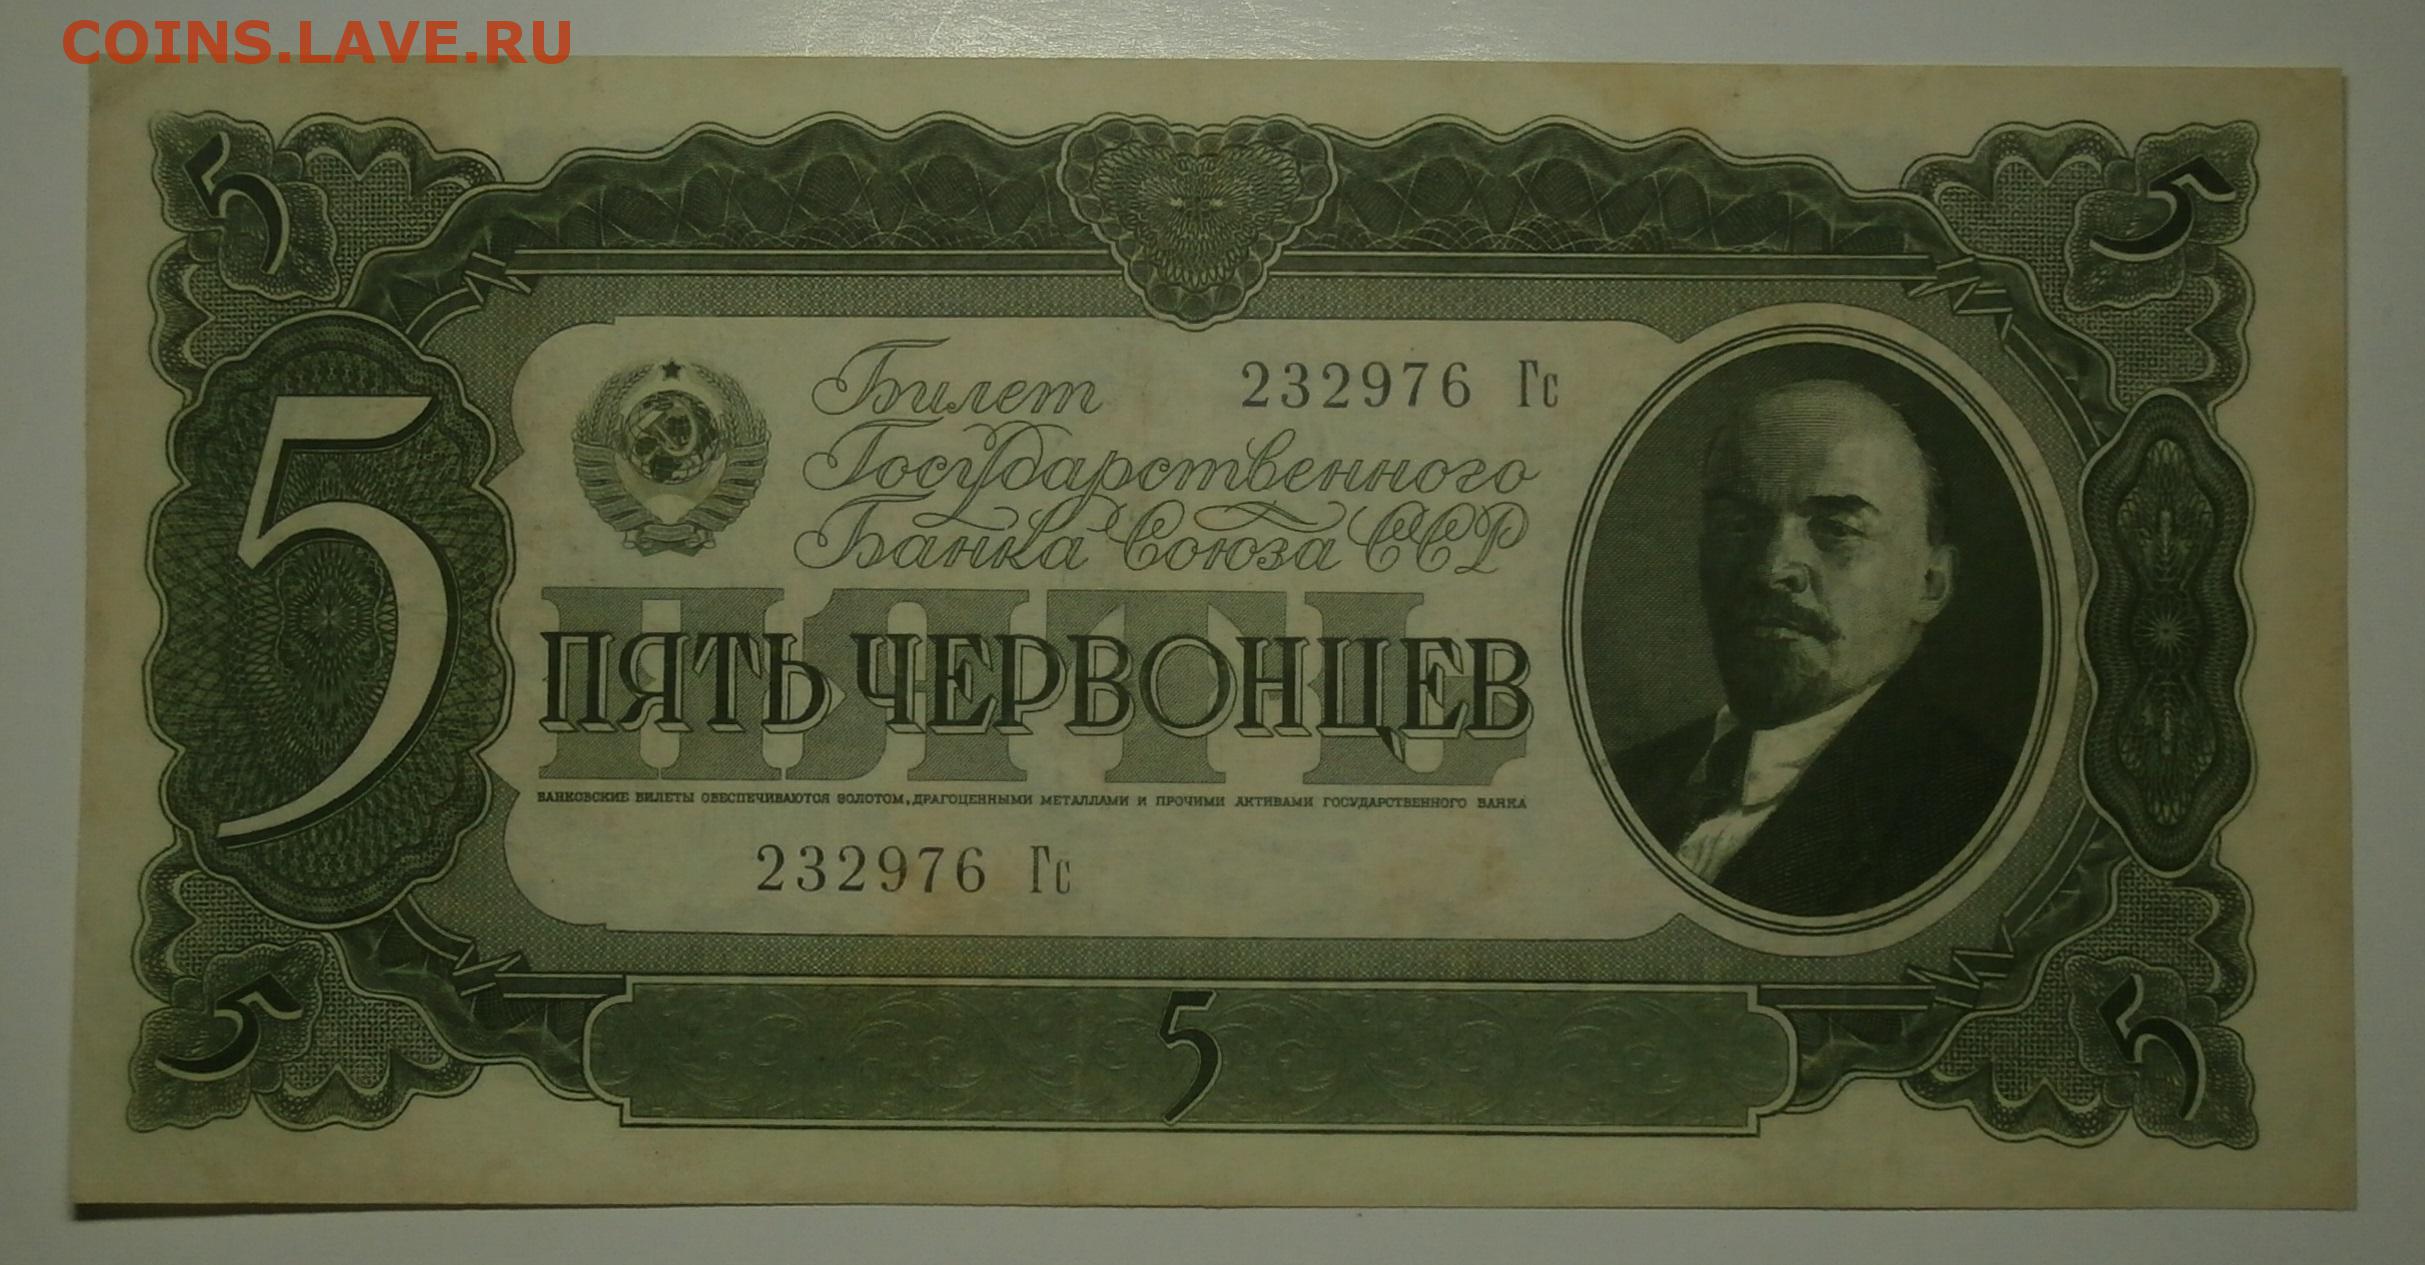 COINS.LAVE.RU
5
5
Билет
232976 Гс
Государственного
Банка Союза ССР
5
ПЯТЬ
ПЯТЬ ЧЕРВОНЦЕВ
БАНКОВСКИЕ БИЛЕТЫ ОБЕСПЕЧИВАЮТСЯ ЗОЛОТОМ, ДРАГОЦЕННЫМИ МЕТАЛЛАМИ И ПРОЧИМИ АКТИВАМИ ГОСУДАРСТВЕННОГО БАНКА
232976 Гс
5
5
5